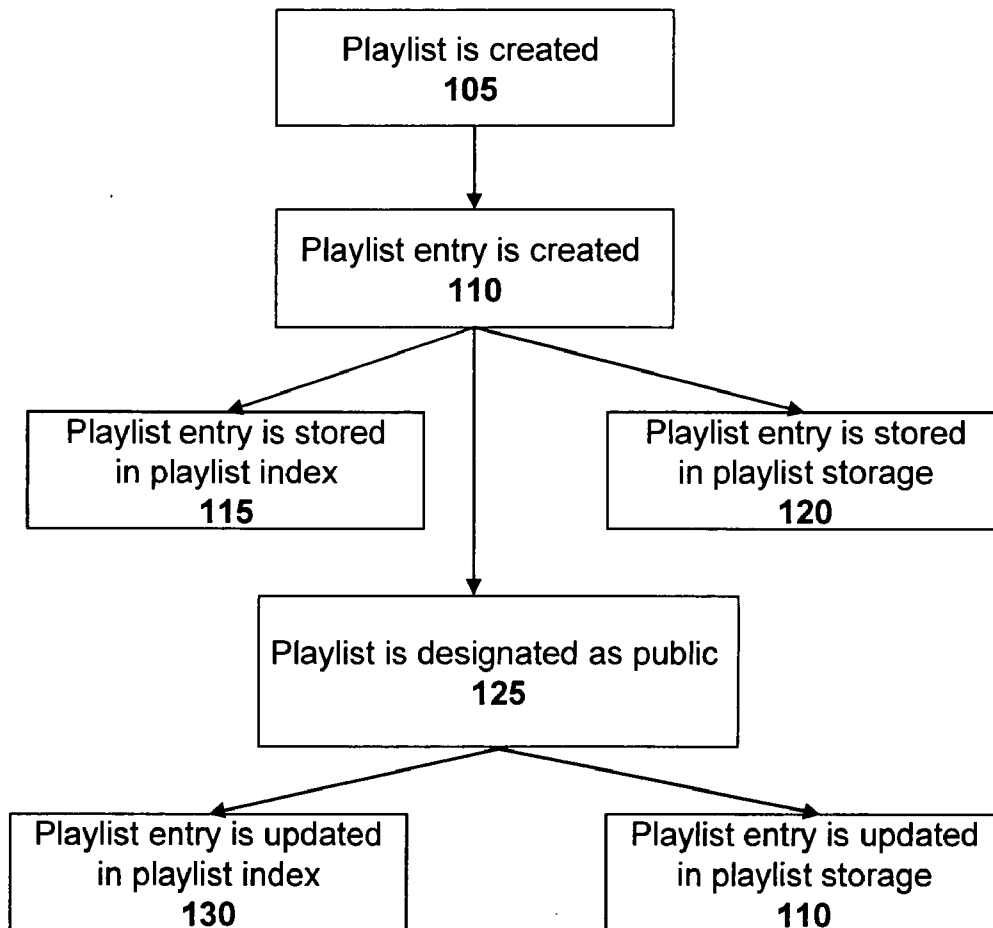 Playlist is created
105
Playlist entry is created
110
Playlist entry is stored
in playlist index
115
Playlist entry is stored
in playlist storage
120
Playlist is designated as public
125
Playlist entry is updated
in playlist index
130
Playlist entry is updated
in playlist storage
110